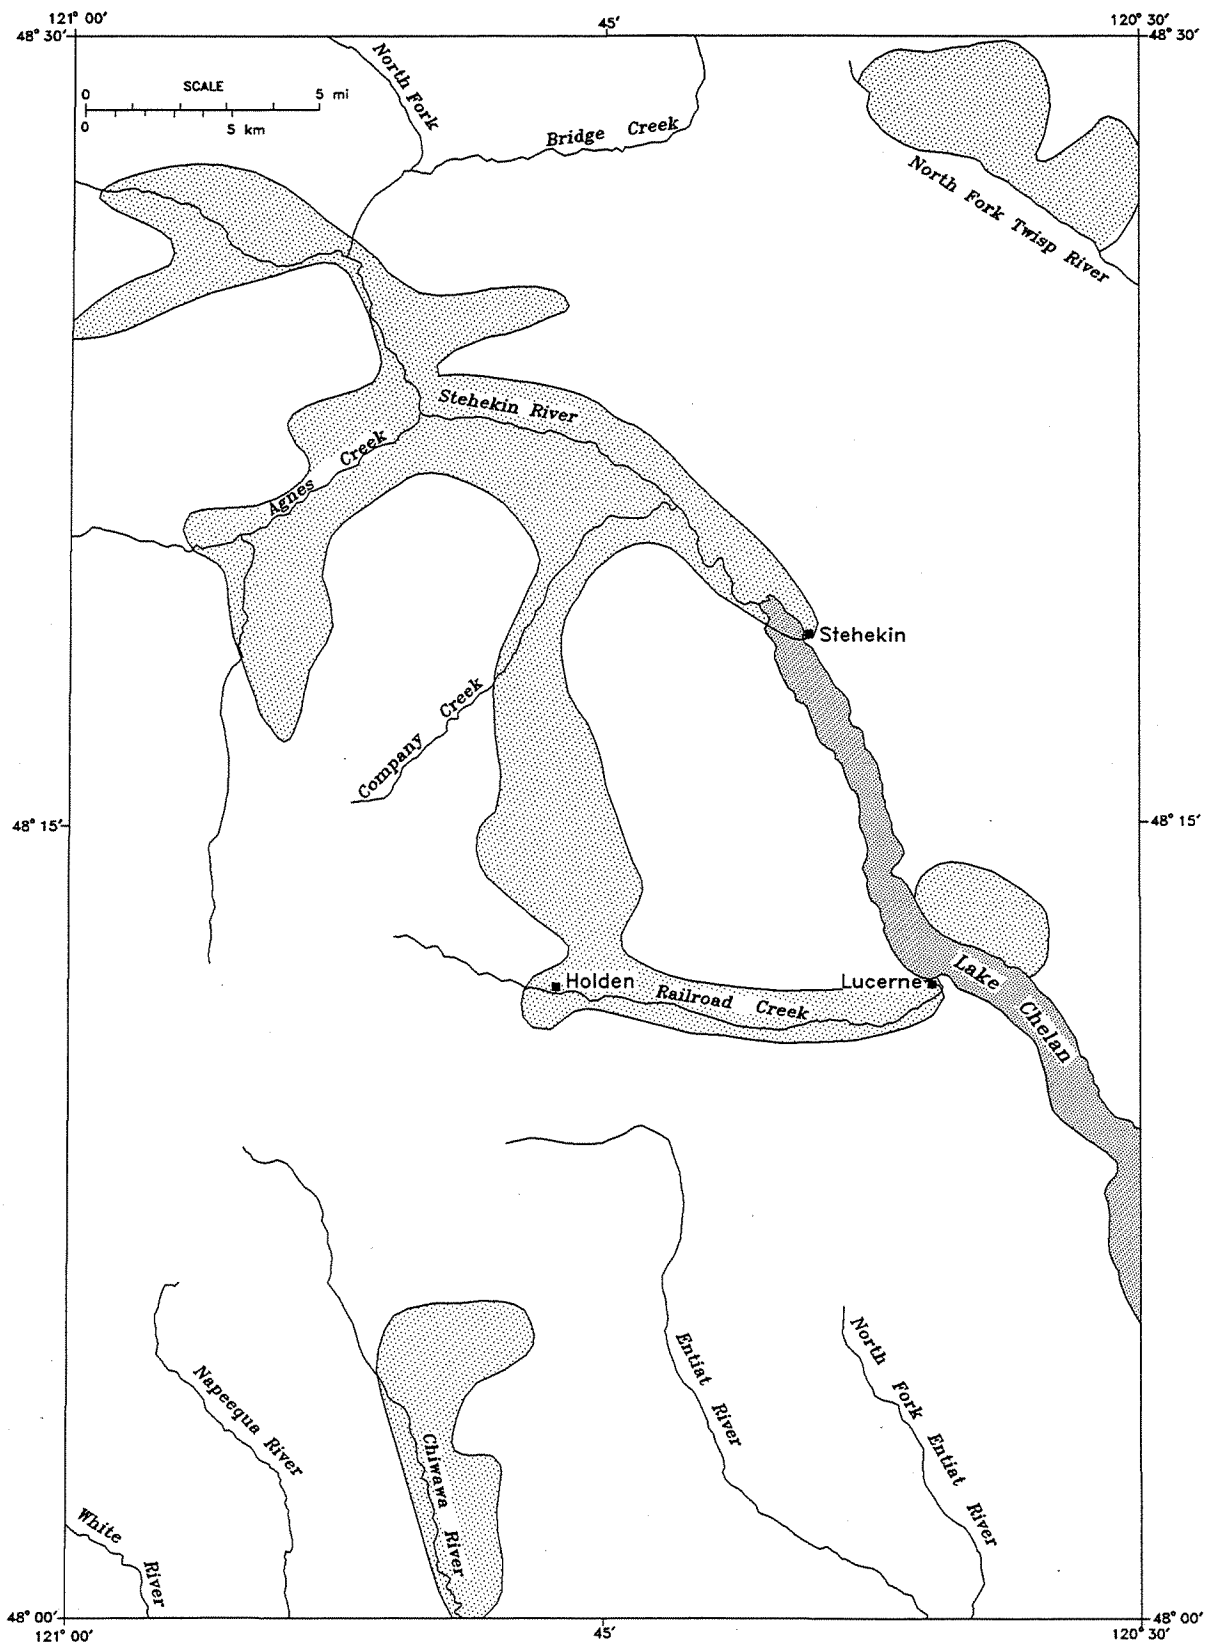 121° 00'
45'
120° 30'
48° 30'
48° 30'
SCALE
0 5 mi
0 5 km
North Fork
Bridge Creek
North Fork Twisp River
Stehekin River
Agnes Creek
Stehekin
Company Creek
48° 15'
48° 15'
Holden
Lucerne
Railroad Creek
Lake Chelan
Napeequa River
Entiat River
North Fork Entiat River
Chiwawa River
White River
48° 00'
48° 00'
121° 00'
45'
120° 30'